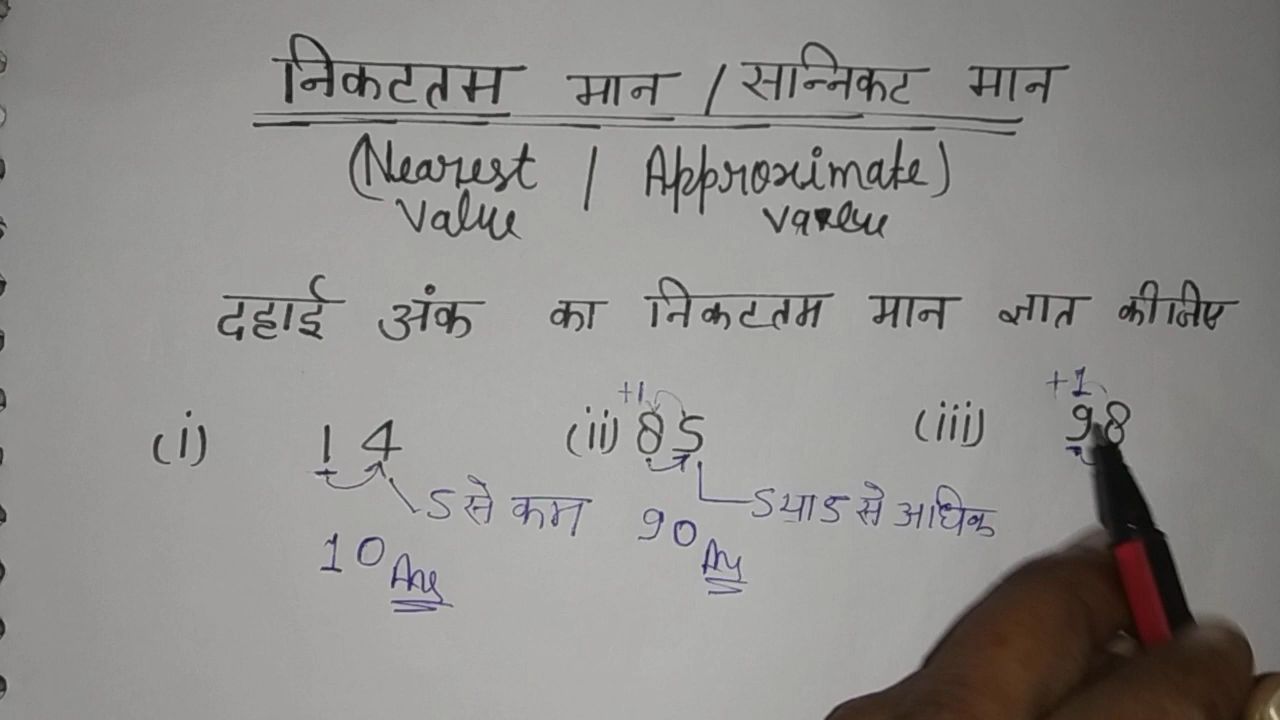 निकटतम मान / सन्निकट मान
(Nearest / Approximate)
Value Value
दहाई अंक का निकटतम मान ज्ञात कीजिए
+1 +1
(i) 14 (ii) 85 (iii) 98
5 से कम 5 या 5 से अधिक
10 Ans 90 Ans